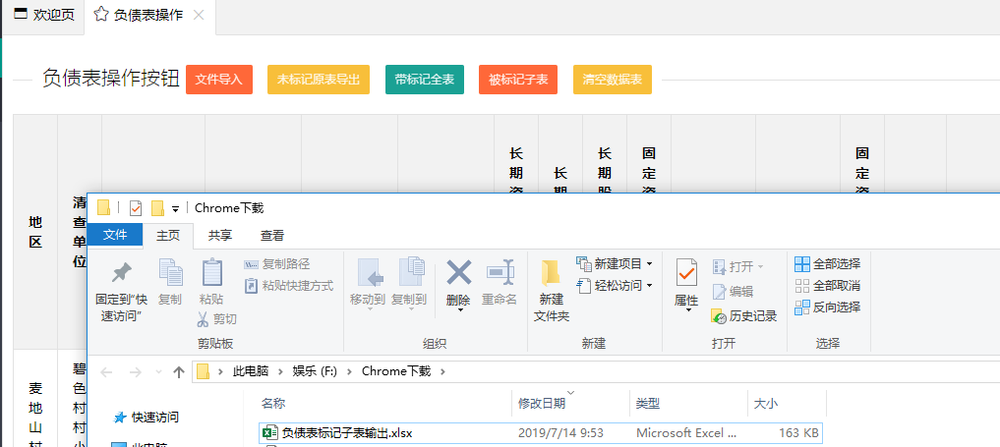 欢迎页 负债表操作
负债表操作按钮 文件导入 未标记原表导出 带标记全表 被标记子表 清空数据表
地区
清查单位
长期资
长期
长期股
固定资
固定资
Chrome下载
文件 主页 共享 查看
固定到"快速访问"
复制
粘贴
复制路径
粘贴快捷方式
剪切
剪贴板
移动到
复制到
删除
重命名
组织
新建文件夹
新建项目
轻松访问
新建
属性
打开
编辑
历史记录
打开
全部选择
全部取消
反向选择
选择
此电脑 娱乐 (F:) Chrome下载
名称 修改日期 类型 大小
快速访问
负债表标记子表输出.xlsx 2019/7/14 9:53 Microsoft Excel ... 163 KB
此电脑
麦地山村
碧色村村小